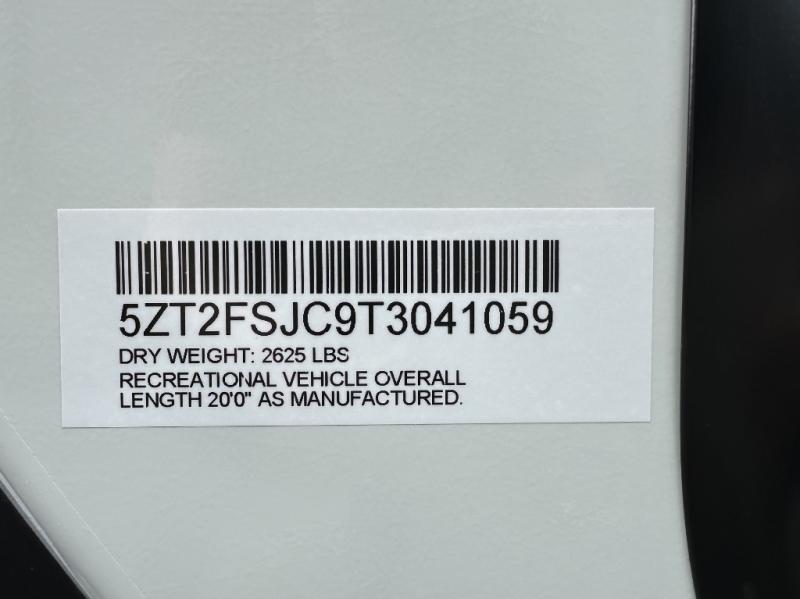 5ZT2FSJC9T3041059
DRY WEIGHT: 2625 LBS
RECREATIONAL VEHICLE OVERALL
LENGTH 20'0" AS MANUFACTURED.